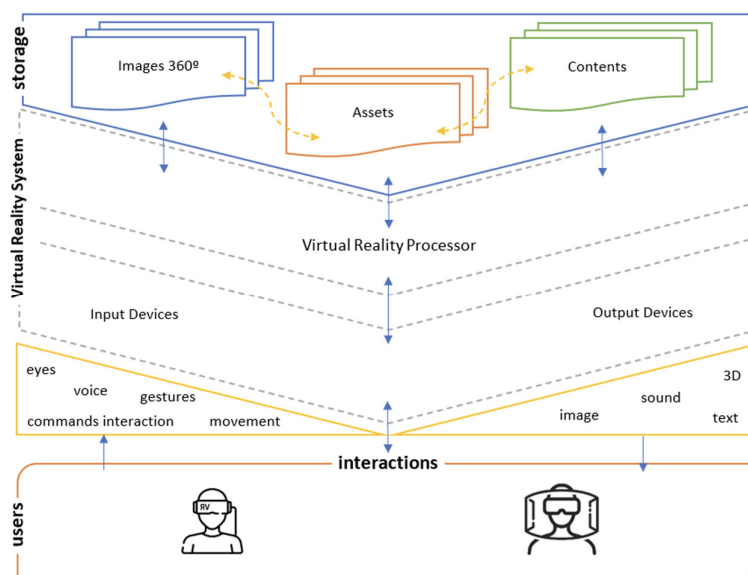 storage
Images 360º
Contents
Assets
Virtual Reality System
Virtual Reality Processor
Input Devices
Output Devices
eyes
voice
gestures
commands interaction
movement
3D
sound
image
text
interactions
users
RV